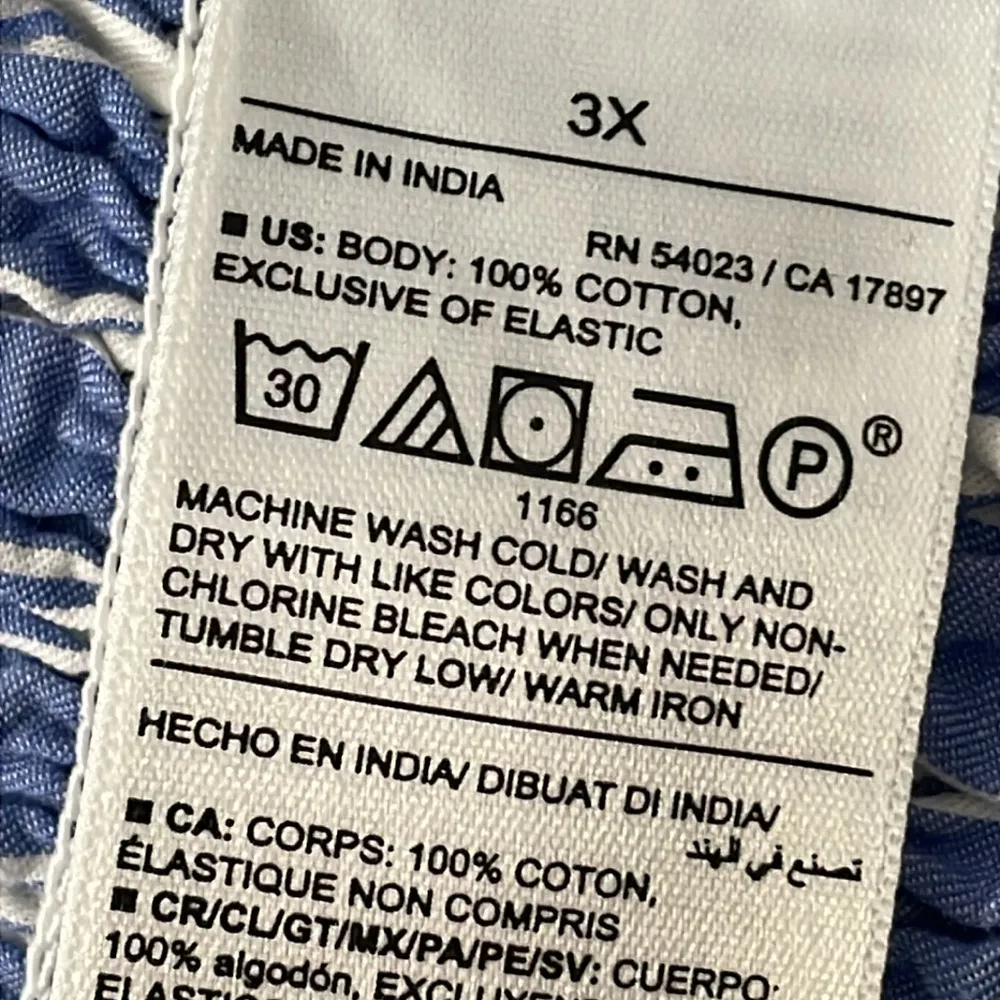 3X
MADE IN INDIA
RN 54023 / CA 17897
US: BODY: 100% COTTON,
EXCLUSIVE OF ELASTIC
30
P
®
1166
MACHINE WASH COLD/ WASH AND
DRY WITH LIKE COLORS/ ONLY NON-
CHLORINE BLEACH WHEN NEEDED/
TUMBLE DRY LOW/ WARM IRON
HECHO EN INDIA/ DIBUAT DI INDIA/
تصنع في الهند
CA: CORPS: 100% COTON,
ÉLASTIQUE NON COMPRIS
CR/CL/GT/MX/PA/PE/SV: CUERPO:
100% algodón,